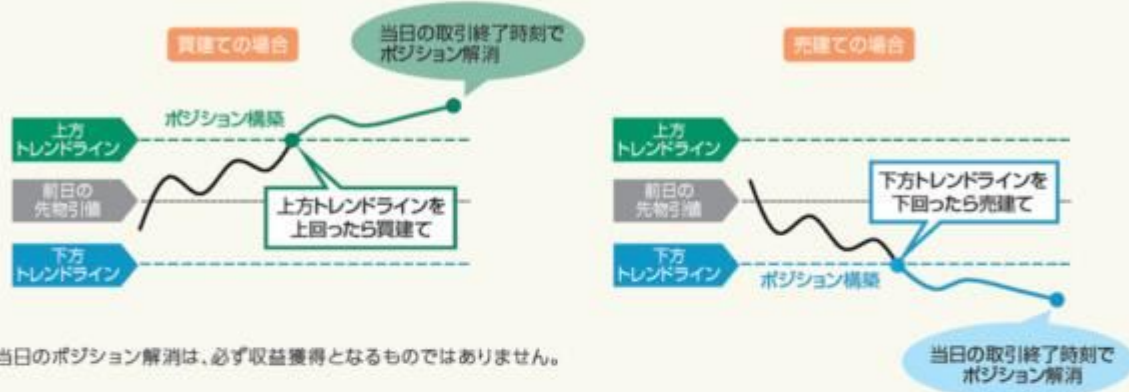 買建ての場合
当日の取引終了時刻で
ポジション解消
ポジション構築
上方
トレンドライン
前日の
先物引値
下方
トレンドライン
上方トレンドラインを
上回ったら買建て
売建ての場合
上方
トレンドライン
前日の
先物引値
下方
トレンドライン
下方トレンドラインを
下回ったら売建て
ポジション構築
当日の取引終了時刻で
ポジション解消
当日のポジション解消は、必ず収益獲得となるものではありません。